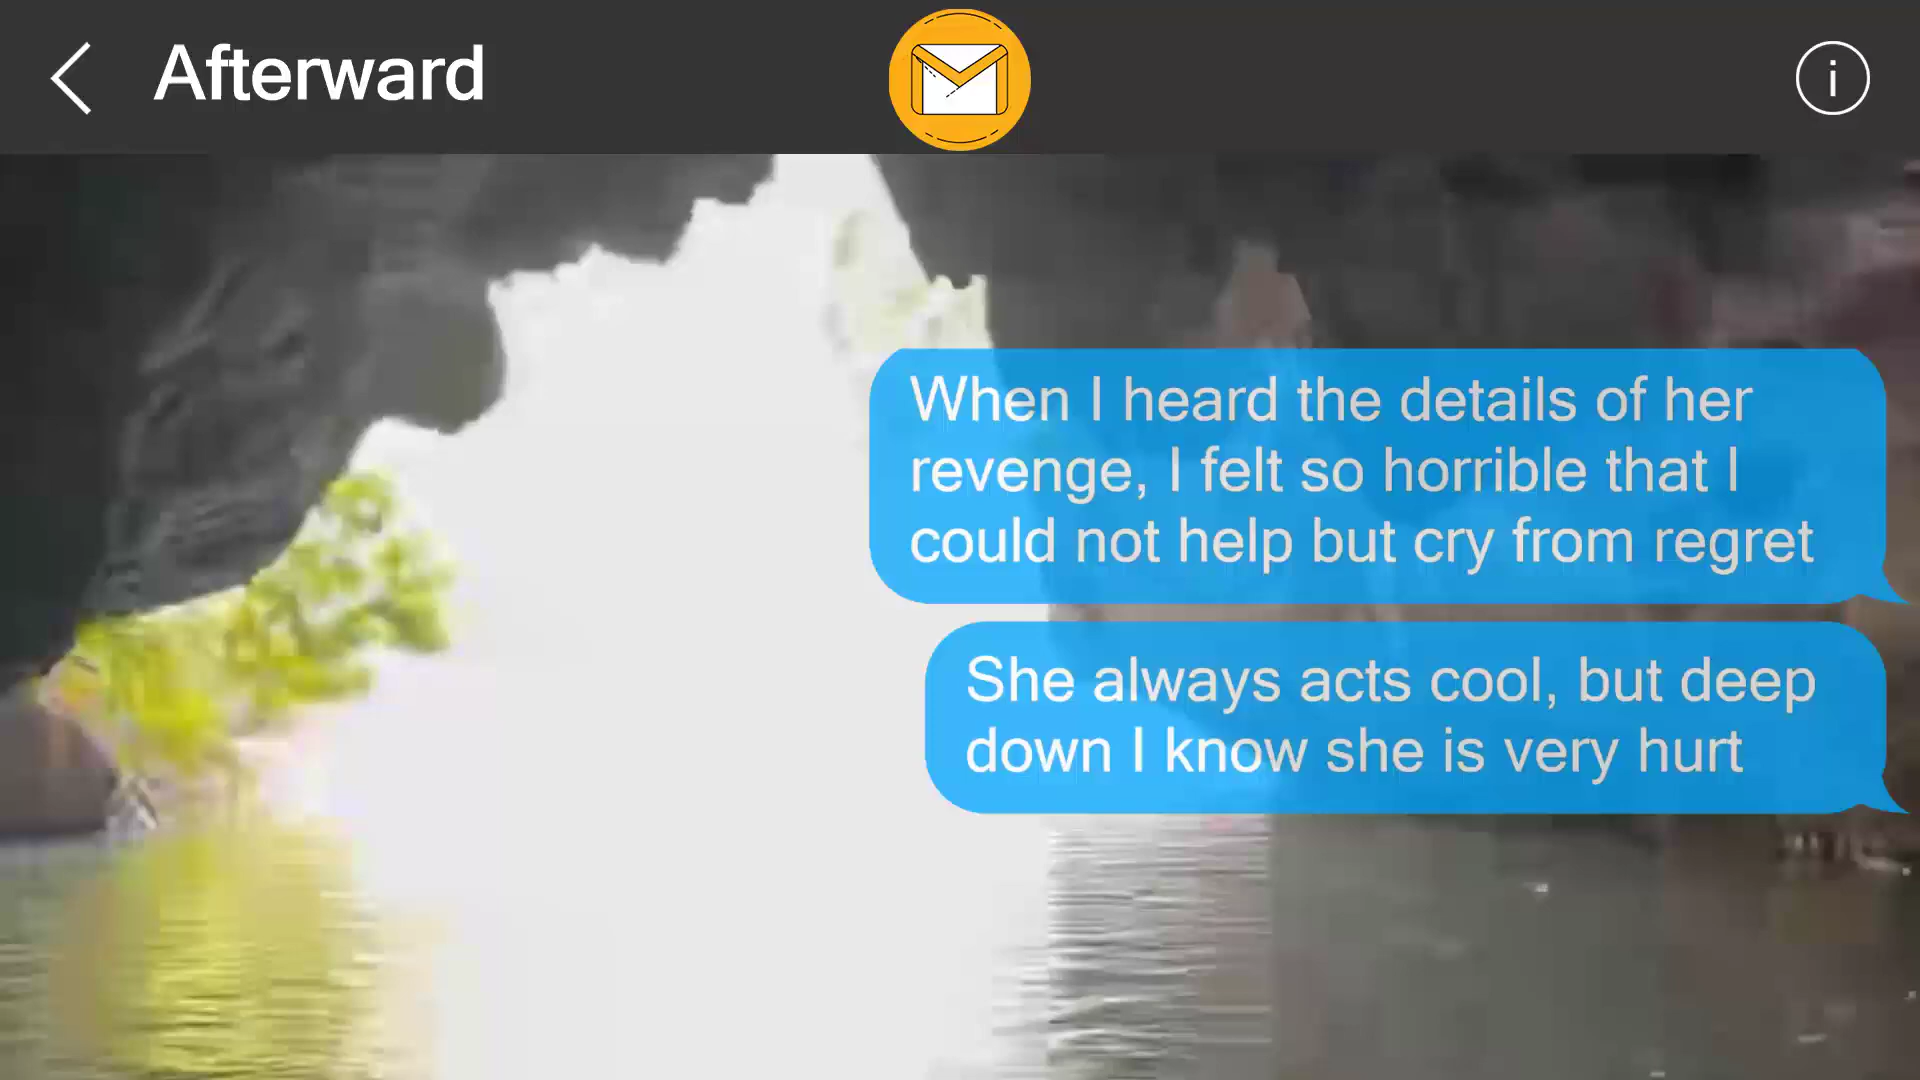 Afterward
When I heard the details of her
revenge, I felt so horrible that I
could not help but cry from regret
She always acts cool, but deep
down I know she is very hurt